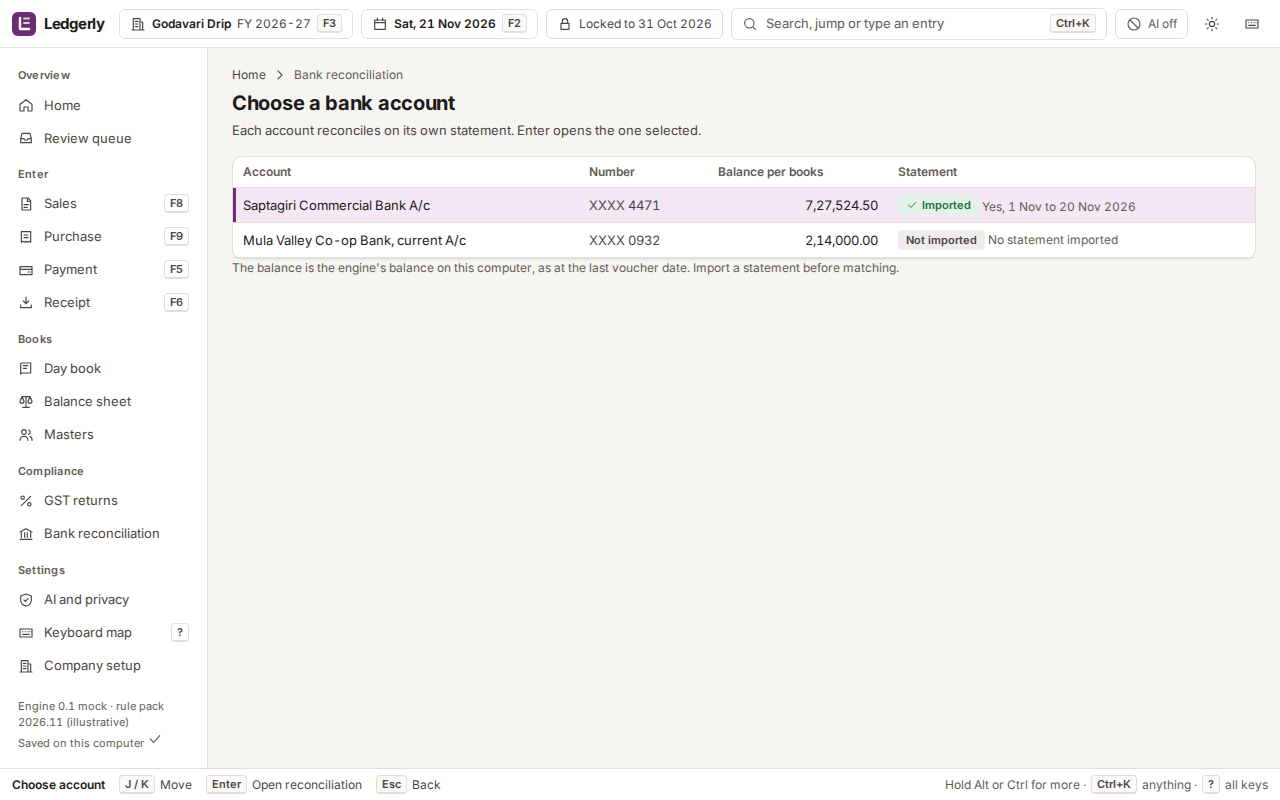 Ledgerly
Godavari Drip FY 2026-27 F3
Sat, 21 Nov 2026 F2
Locked to 31 Oct 2026
Search, jump or type an entry Ctrl+K
AI off
Overview
Home
Review queue
Enter
Sales F8
Purchase F9
Payment F5
Receipt F6
Books
Day book
Balance sheet
Masters
Compliance
GST returns
Bank reconciliation
Settings
AI and privacy
Keyboard map ?
Company setup
Engine 0.1 mock · rule pack
2026.11 (illustrative)
Saved on this computer
Home > Bank reconciliation
Choose a bank account
Each account reconciles on its own statement. Enter opens the one selected.
Account Number Balance per books Statement
Saptagiri Commercial Bank A/c XXXX 4471 7,27,524.50 Imported Yes, 1 Nov to 20 Nov 2026
Mula Valley Co-op Bank, current A/c XXXX 0932 2,14,000.00 Not imported No statement imported
The balance is the engine's balance on this computer, as at the last voucher date. Import a statement before matching.
Choose account J / K Move Enter Open reconciliation Esc Back
Hold Alt or Ctrl for more · Ctrl+K anything · ? all keys